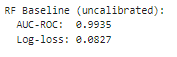 RF Baseline (uncalibrated):
  AUC-ROC:  0.9935
  Log-loss: 0.0827